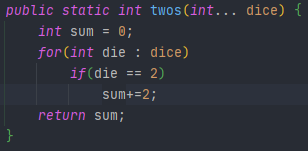 public static int twos(int... dice) {
    int sum = 0;
    for(int die : dice)
        if(die == 2)
            sum+=2;
    return sum;
}